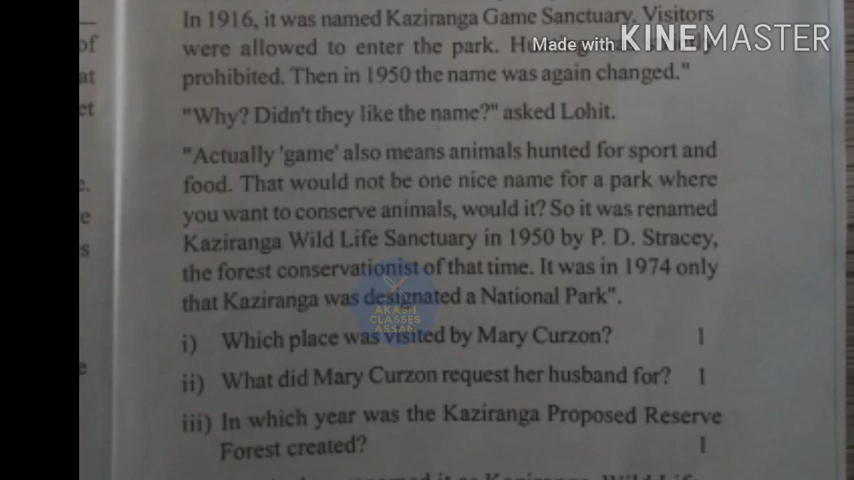 In 1916, it was named Kaziranga Game Sanctuary. Visitors
were allowed to enter the park.
Made with KINEMASTER
prohibited. Then in 1950 the name was again changed."
"Why? Didn't they like the name?" asked Lohit.
"Actually 'game' also means animals hunted for sport and
food. That would not be one nice name for a park where
you want to conserve animals, would it? So it was renamed
Kaziranga Wild Life Sanctuary in 1950 by P. D. Stracey,
the forest conservationist of that time. It was in 1974 only
that Kaziranga was designated a National Park".
AKASH
CLASSES
ASSAM
i) Which place was visited by Mary Curzon? 1
ii) What did Mary Curzon request her husband for? 1
iii) In which year was the Kaziranga Proposed Reserve
Forest created? 1
of
at
et
e.
e
s
e